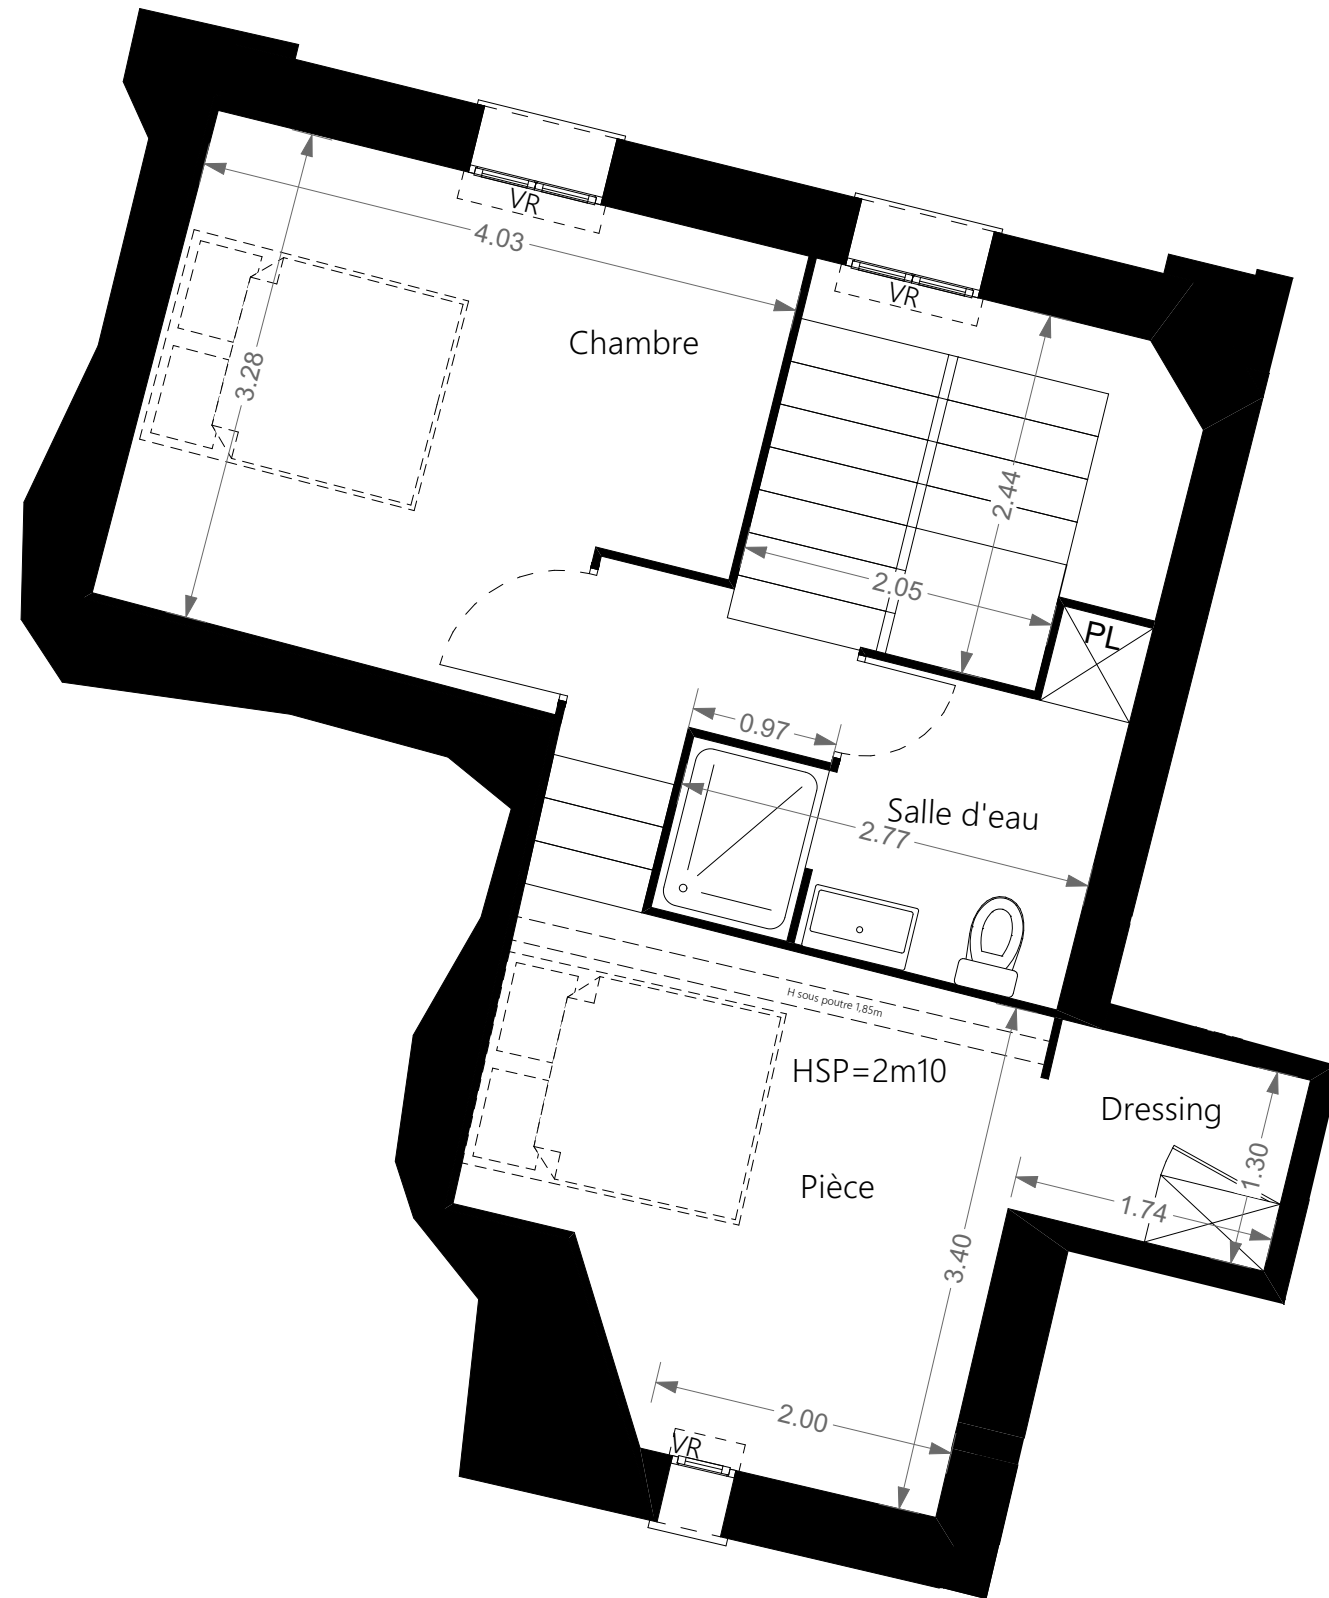 VR
4.03
VR
Chambre
3.28
2.44
2.05
PL
0.97
Salle d'eau
2.77
H sous poutre 1,85m
HSP=2m10
Dressing
1.30
Pièce
1.74
3.40
2.00
VR